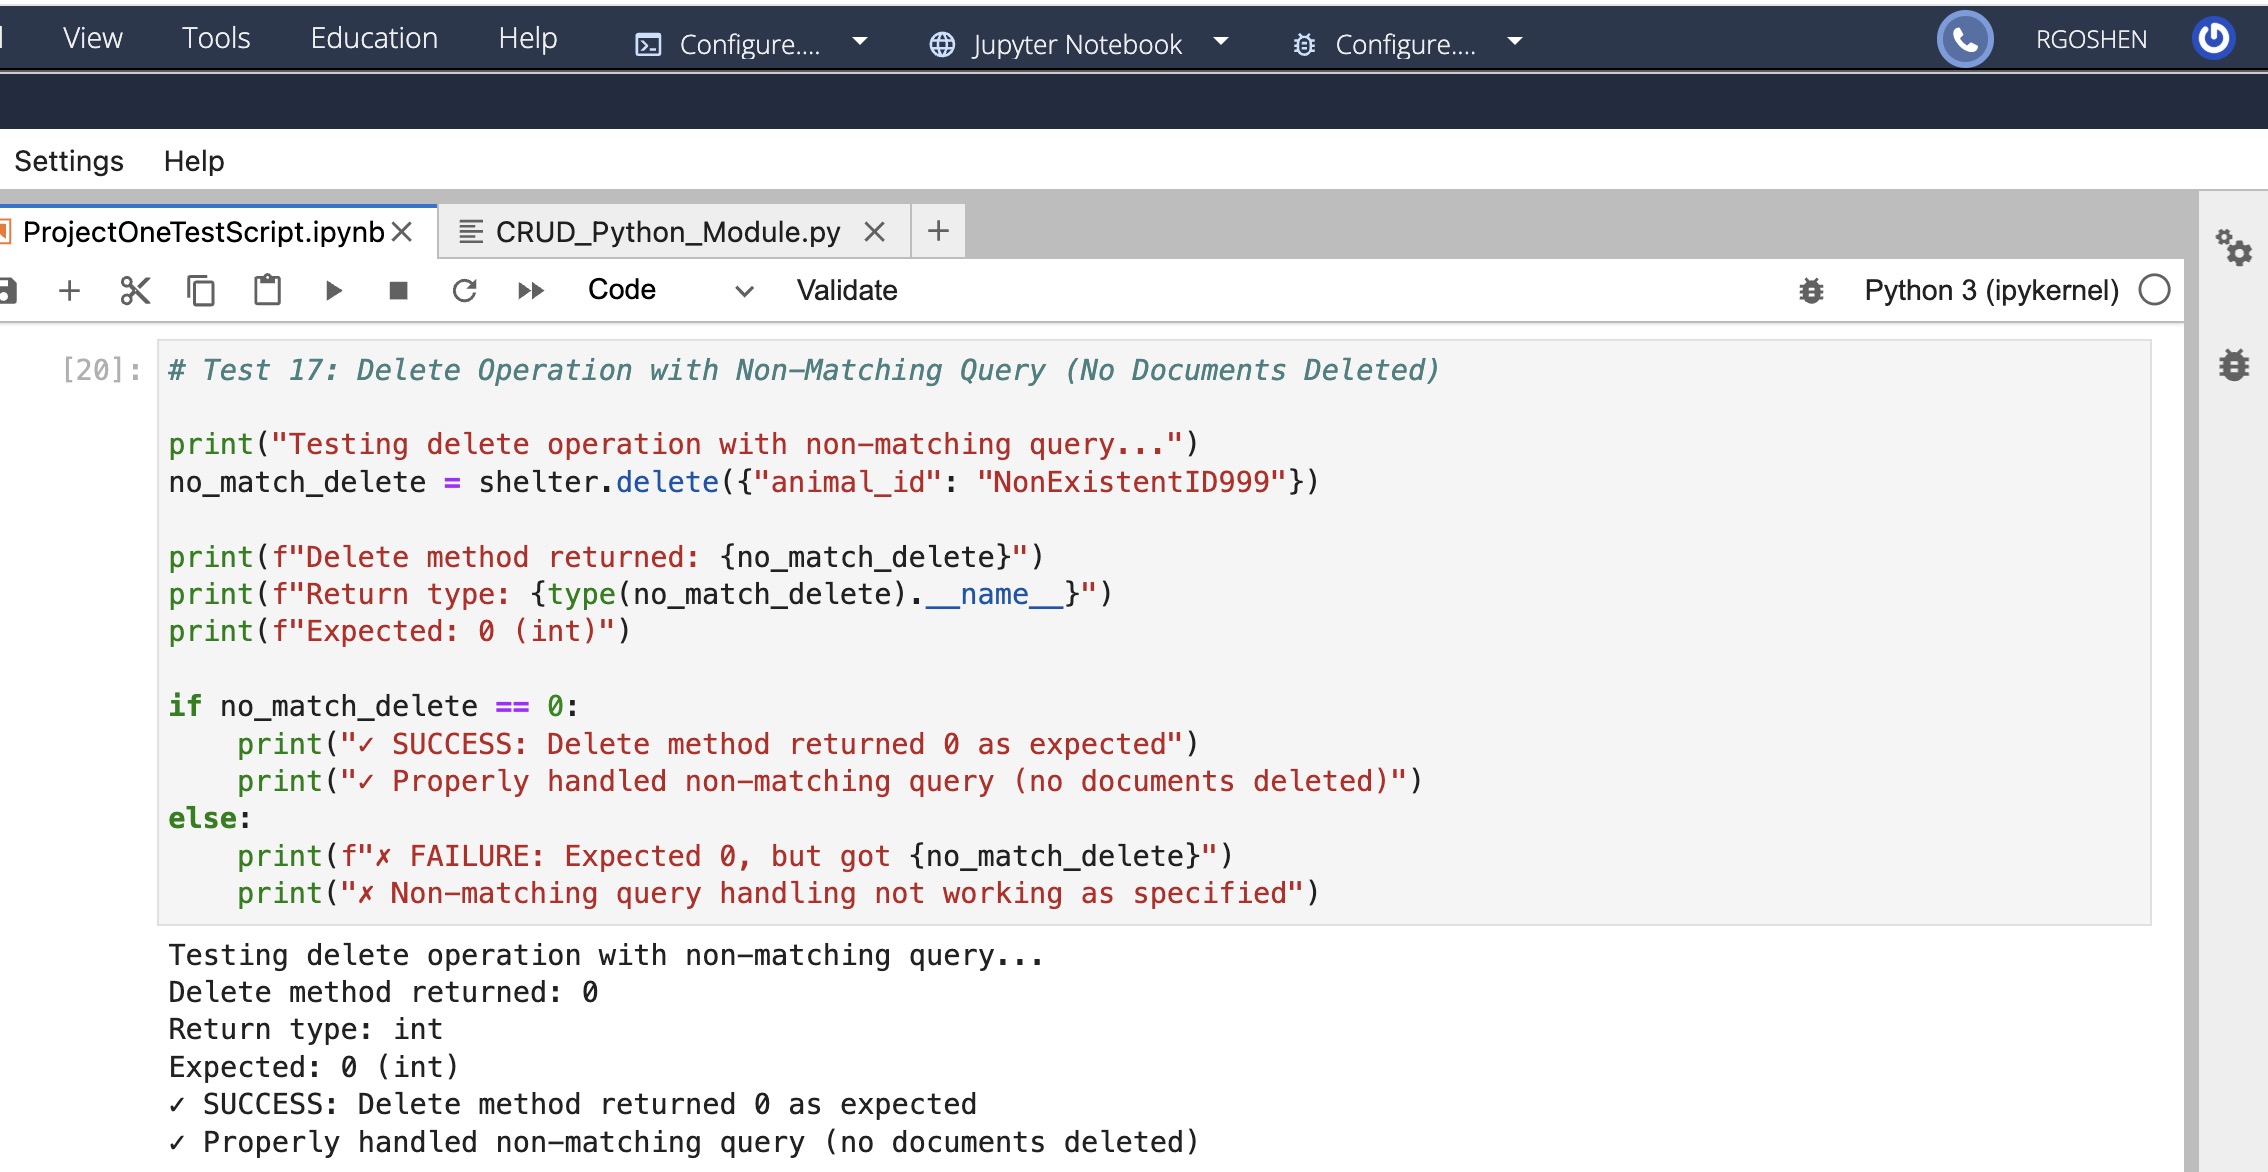 View Tools Education Help Configure.... Jupyter Notebook Configure.... RGOSHEN
Settings Help
ProjectOneTestScript.ipynb CRUD_Python_Module.py
Code Validate Python 3 (ipykernel)
[20]: # Test 17: Delete Operation with Non-Matching Query (No Documents Deleted)
print("Testing delete operation with non-matching query...")
no_match_delete = shelter.delete({"animal_id": "NonExistentID999"})
print(f"Delete method returned: {no_match_delete}")
print(f"Return type: {type(no_match_delete).__name__}")
print(f"Expected: 0 (int)")
if no_match_delete == 0:
    print("✓ SUCCESS: Delete method returned 0 as expected")
    print("✓ Properly handled non-matching query (no documents deleted)")
else:
    print(f"✗ FAILURE: Expected 0, but got {no_match_delete}")
    print("✗ Non-matching query handling not working as specified")
Testing delete operation with non-matching query...
Delete method returned: 0
Return type: int
Expected: 0 (int)
✓ SUCCESS: Delete method returned 0 as expected
✓ Properly handled non-matching query (no documents deleted)